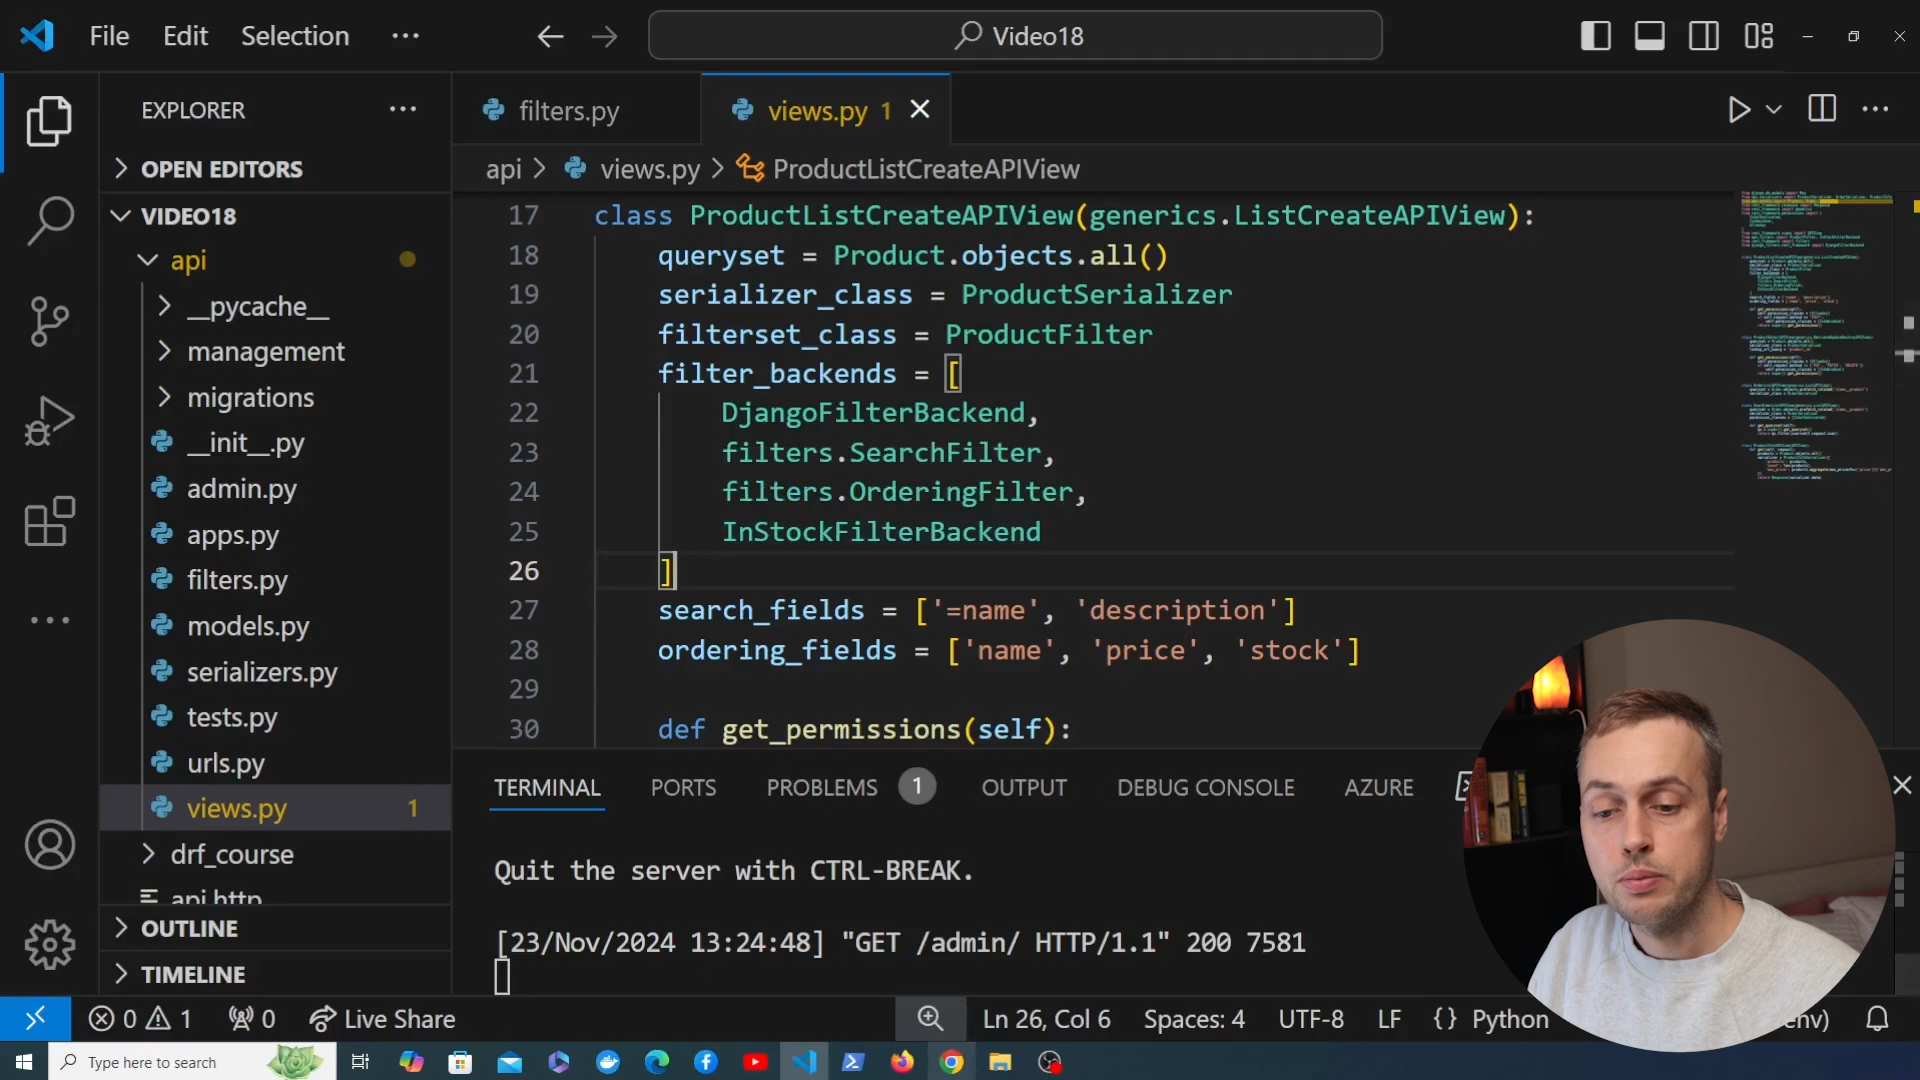 File Edit Selection ...
Video18
EXPLORER
filters.py
views.py 1
OPEN EDITORS
api > views.py > ProductListCreateAPIView
VIDEO18
api
__pycache__
management
migrations
__init__.py
admin.py
apps.py
filters.py
models.py
serializers.py
tests.py
urls.py
views.py 1
drf_course
api.http
OUTLINE
TIMELINE
17 class ProductListCreateAPIView(generics.ListCreateAPIView):
18 queryset = Product.objects.all()
19 serializer_class = ProductSerializer
20 filterset_class = ProductFilter
21 filter_backends = [
22 DjangoFilterBackend,
23 filters.SearchFilter,
24 filters.OrderingFilter,
25 InStockFilterBackend
26 ]
27 search_fields = ['=name', 'description']
28 ordering_fields = ['name', 'price', 'stock']
29
30 def get_permissions(self):
TERMINAL PORTS PROBLEMS 1 OUTPUT DEBUG CONSOLE AZURE
Quit the server with CTRL-BREAK.
[23/Nov/2024 13:24:48] "GET /admin/ HTTP/1.1" 200 7581
0 1 0 Live Share Ln 26, Col 6 Spaces: 4 UTF-8 LF {} Python env)
Type here to search